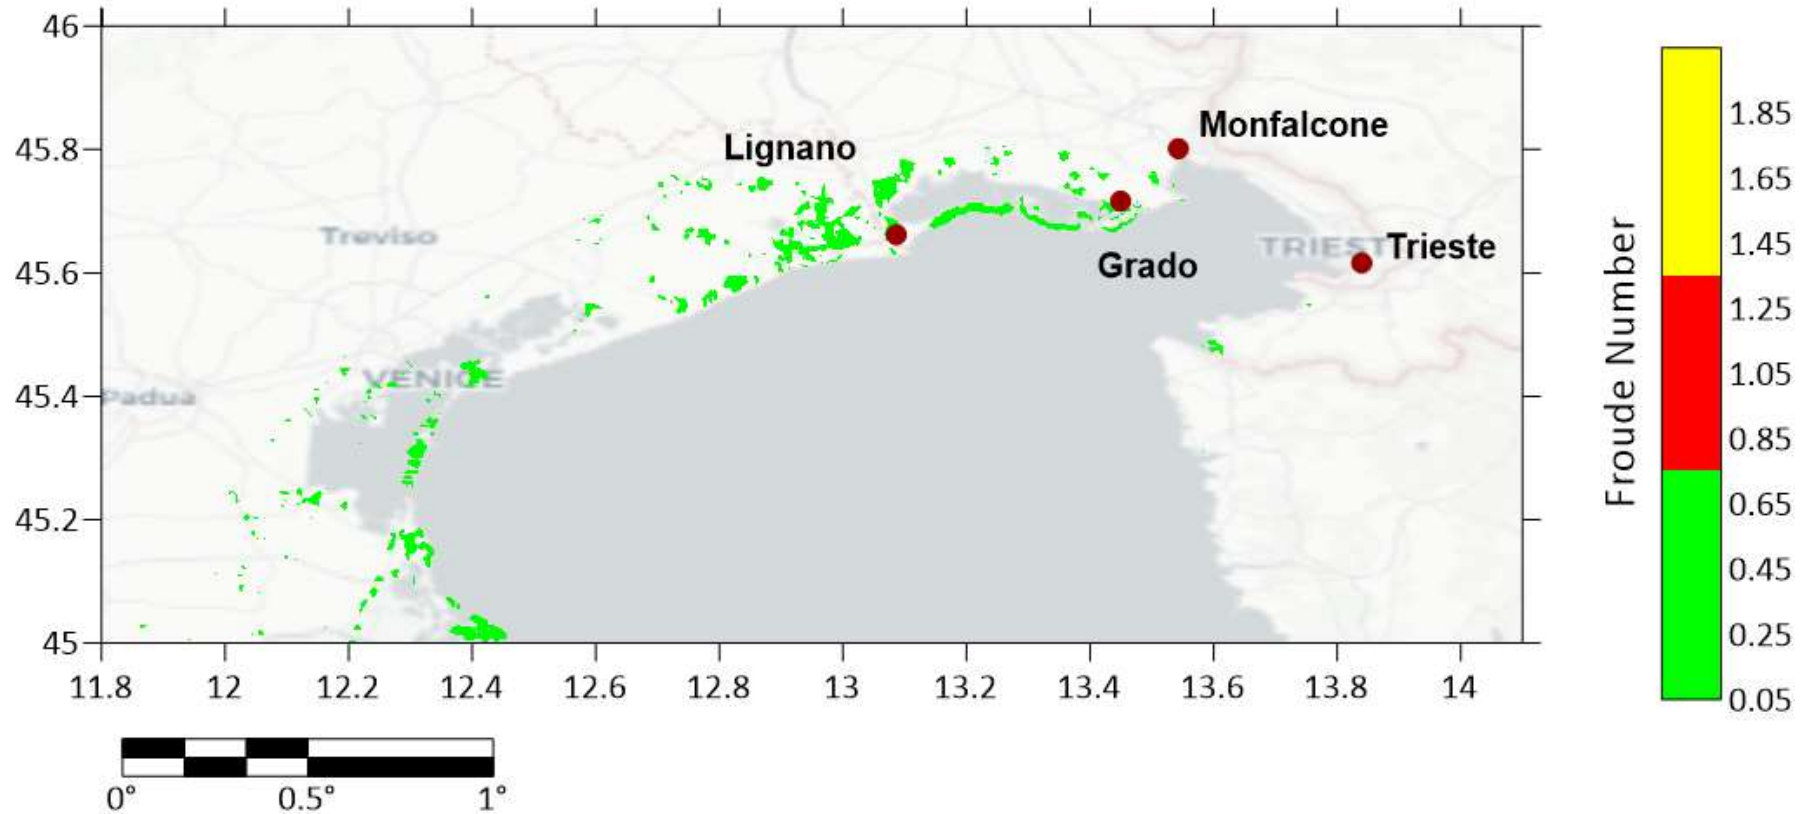 46
45.8
45.6
45.4
45.2
45
11.8 12 12.2 12.4 12.6 12.8 13 13.2 13.4 13.6 13.8 14
Lignano
Monfalcone
Treviso
TRIEST
Trieste
Grado
VENICE
Padua
0° 0.5° 1°
Froude Number
1.85
1.65
1.45
1.25
1.05
0.85
0.65
0.45
0.25
0.05